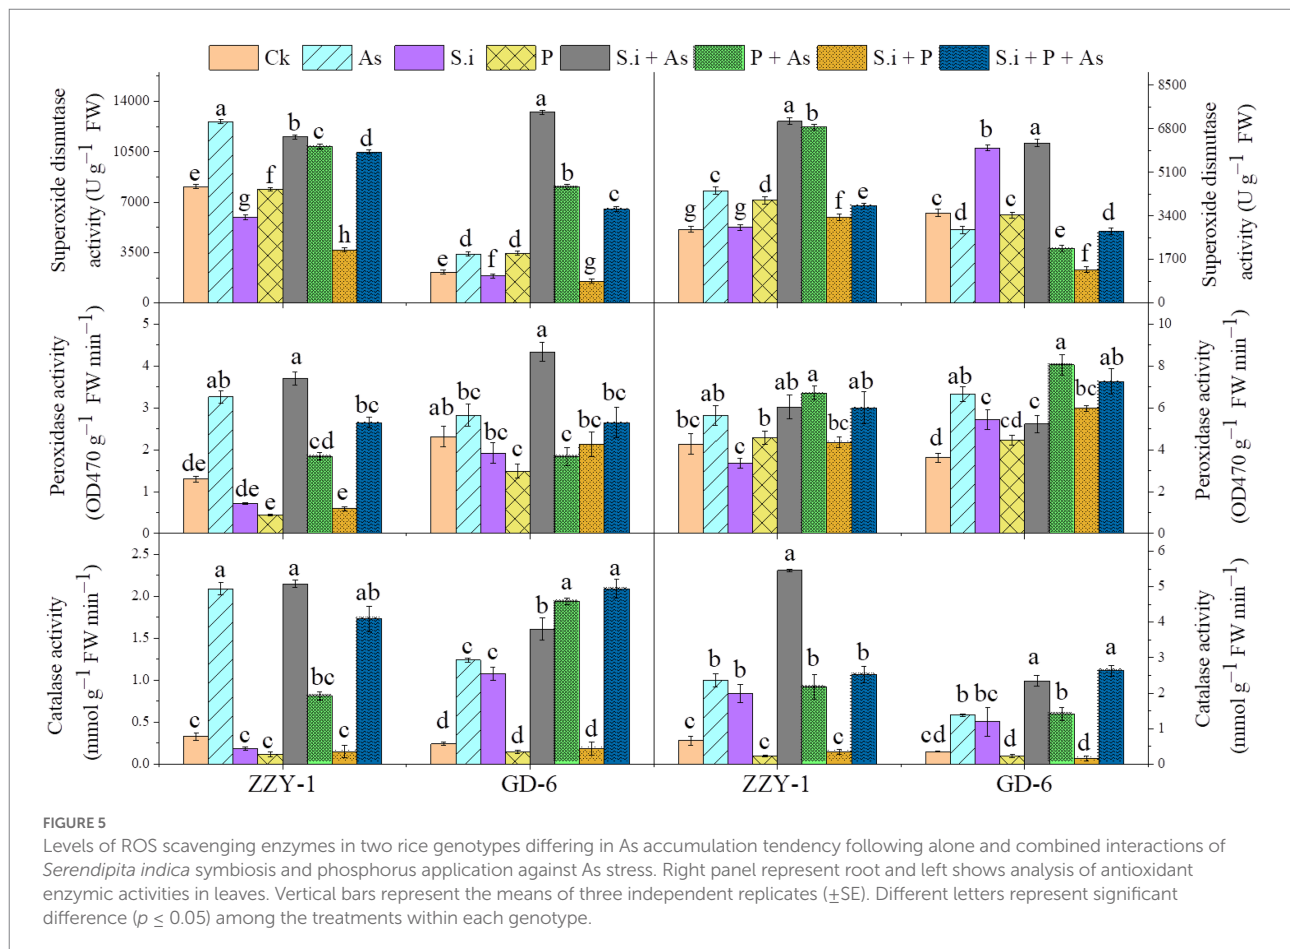 Ck As S.i P S.i + As P + As S.i + P S.i + P + As
Superoxide dismutase
activity (U g⁻¹ FW)
14000
10500
7000
3500
0
e a g f b c h d
e d f d a b g c
g c g d a b f e
c d b c a e f d
8500
6800
5100
3400
1700
0
Superoxide dismutase
activity (U g⁻¹ FW)
Peroxidase activity
(OD470 g⁻¹ FW min⁻¹)
5
4
3
2
1
0
de ab de e a cd e bc
ab bc bc c a c bc bc
bc ab c b ab a ab ab
d ab c cd c a bc ab
10
8
6
4
2
0
Peroxidase activity
(OD470 g⁻¹ FW min⁻¹)
Catalase activity
(mmol g⁻¹ FW min⁻¹)
2.5
2.0
1.5
1.0
0.5
0.0
c a c c a bc c ab
d c c d b a d a
c b b c a b c b
cd b bc d a b d a
6
5
4
3
2
1
0
Catalase activity
(mmol g⁻¹ FW min⁻¹)
ZZY-1 GD-6 ZZY-1 GD-6
FIGURE 5
Levels of ROS scavenging enzymes in two rice genotypes differing in As accumulation tendency following alone and combined interactions of
Serendipita indica symbiosis and phosphorus application against As stress. Right panel represent root and left shows analysis of antioxidant
enzymic activities in leaves. Vertical bars represent the means of three independent replicates (±SE). Different letters represent significant
difference (p ≤ 0.05) among the treatments within each genotype.